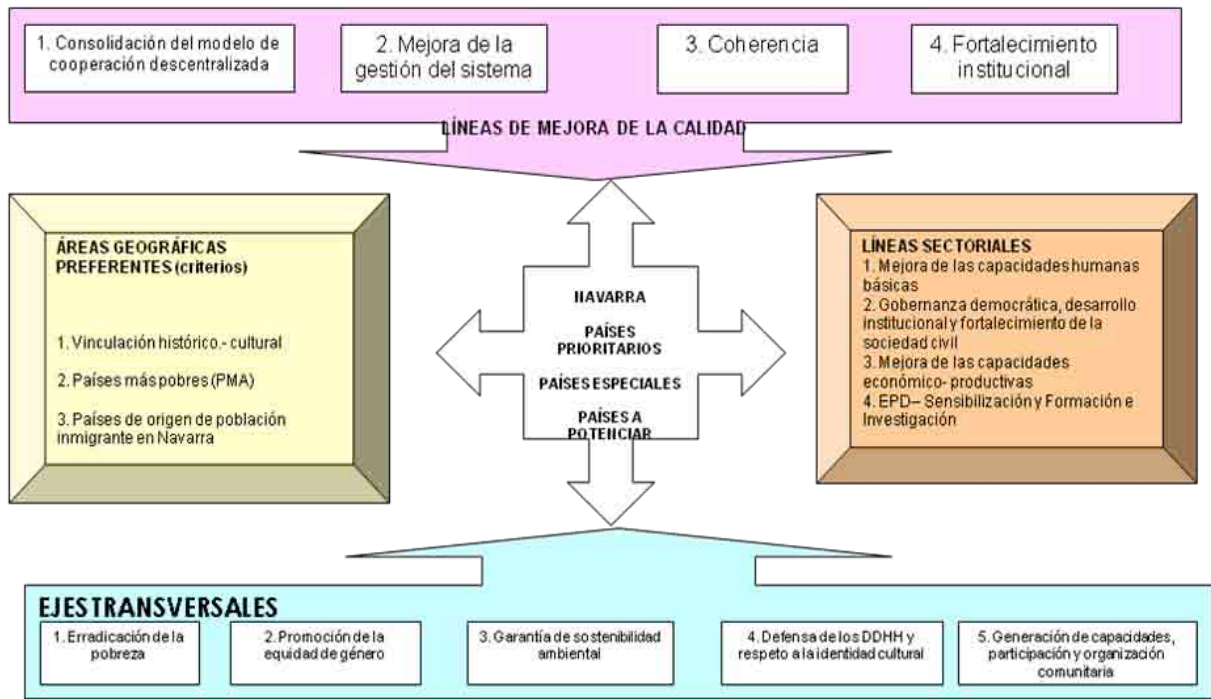 1. Consolidación del modelo de
cooperación descentralizada
2. Mejora de la
gestión del sistema
3. Coherencia
4. Fortalecimiento
institucional
LÍNEAS DE MEJORA DE LA CALIDAD
ÁREAS GEOGRÁFICAS
PREFERENTES (criterios)
1. Vinculación histórico.- cultural
2. Países más pobres (PMA)
3. Países de origen de población
inmigrante en Navarra
NAVARRA
PAÍSES
PRIORITARIOS
PAÍSES ESPECIALES
PAÍSES A
POTENCIAR
LÍNEAS SECTORIALES
1. Mejora de las capacidades humanas
básicas
2. Gobernanza democrática, desarrollo
institucional y fortalecimiento de la
sociedad civil
3. Mejora de las capacidades
económico- productivas
4. EPD– Sensibilización y Formación e
Investigación
EJES TRANSVERSALES
1. Erradicación de la
pobreza
2. Promoción de la
equidad de género
3. Garantía de sostenibilidad
ambiental
4. Defensa de los DDHH y
respeto a la identidad cultural
5. Generación de capacidades,
participación y organización
comunitaria